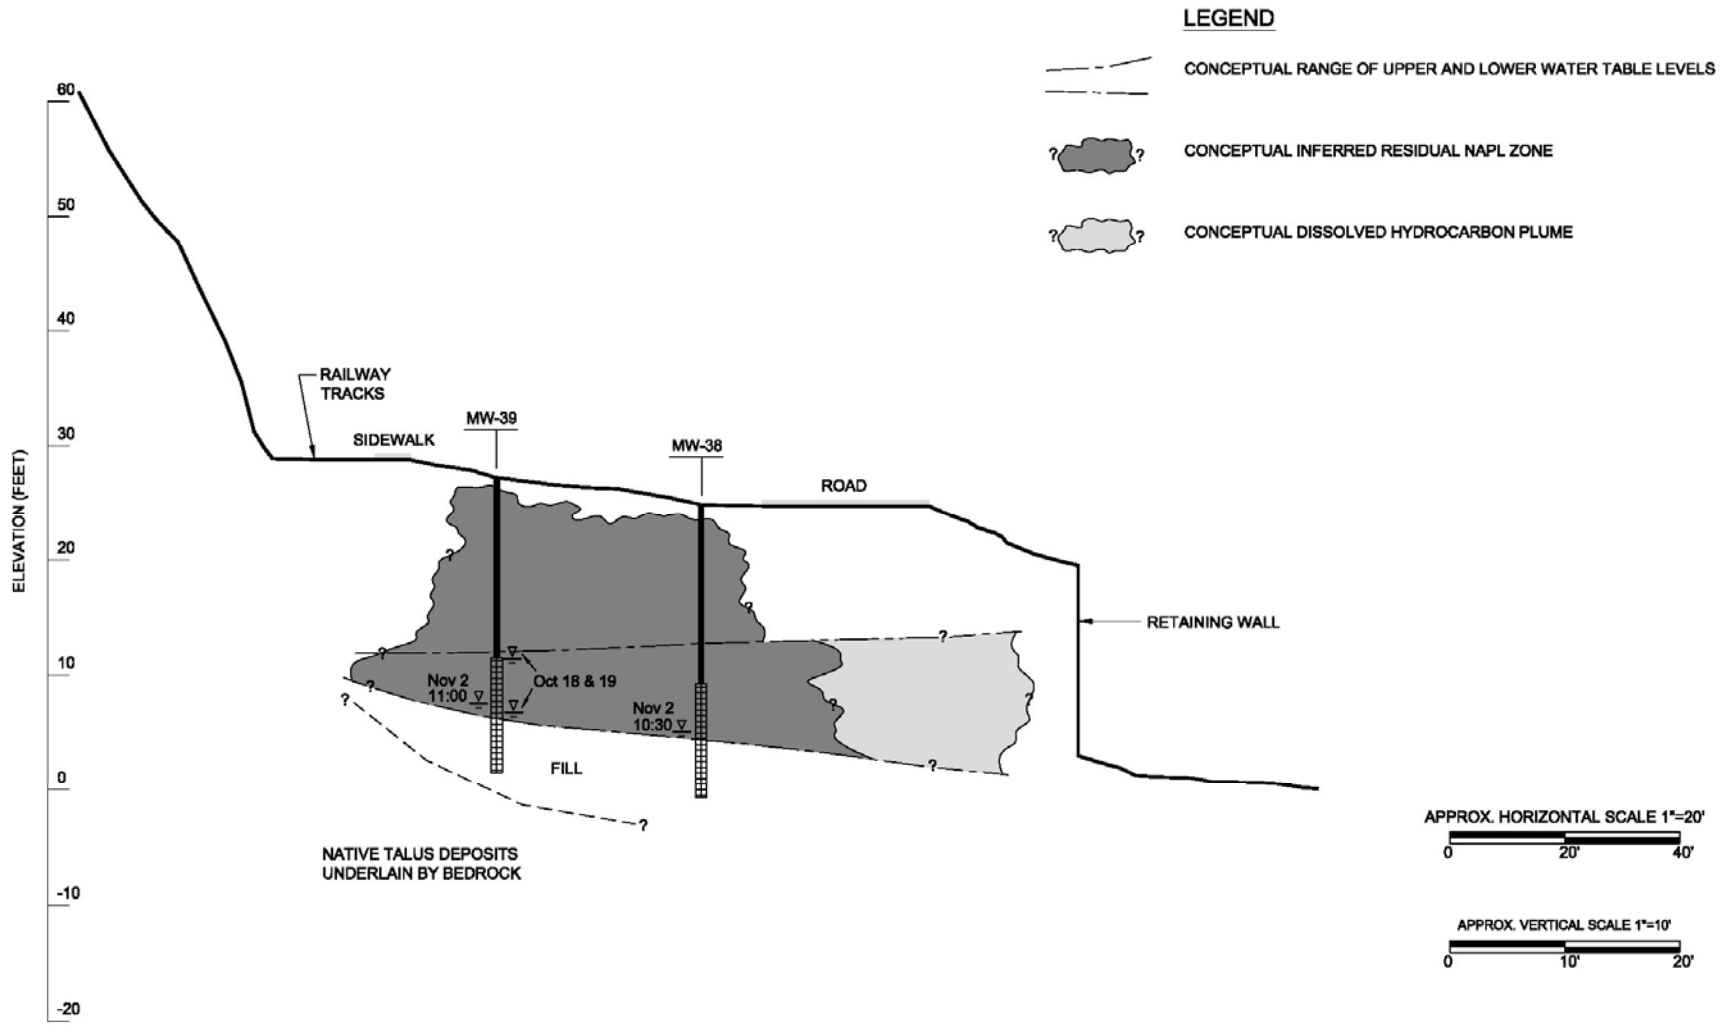 LEGEND
CONCEPTUAL RANGE OF UPPER AND LOWER WATER TABLE LEVELS
? ? CONCEPTUAL INFERRED RESIDUAL NAPL ZONE
? ? CONCEPTUAL DISSOLVED HYDROCARBON PLUME
ELEVATION (FEET)
60
50
40
30
20
10
0
-10
-20
RAILWAY
TRACKS
SIDEWALK
MW-39
MW-38
ROAD
RETAINING WALL
?
?
?
?
?
?
?
?
?
?
?
Nov 2
11:00
Oct 18 & 19
Nov 2
10:30
FILL
NATIVE TALUS DEPOSITS
UNDERLAIN BY BEDROCK
APPROX. HORIZONTAL SCALE 1"=20'
0 20' 40'
APPROX. VERTICAL SCALE 1"=10'
0 10' 20'